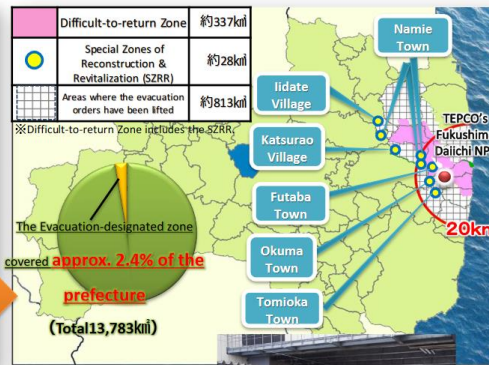 Difficult-to-return Zone
約337㎢
Special Zones of
Reconstruction &
Revitalization (SZRR)
約28㎢
Areas where the evacuation
orders have been lifted
約813㎢
※Difficult-to-return Zone includes the SZRR
Namie
Town
Iidate
Village
TEPCO's
Fukushim
Daiichi NP
Katsurao
Village
Futaba
Town
20km
Okuma
Town
Tomioka
Town
The Evacuation-designated zone
covered approx. 2.4% of the
prefecture
(Total13,783㎢)